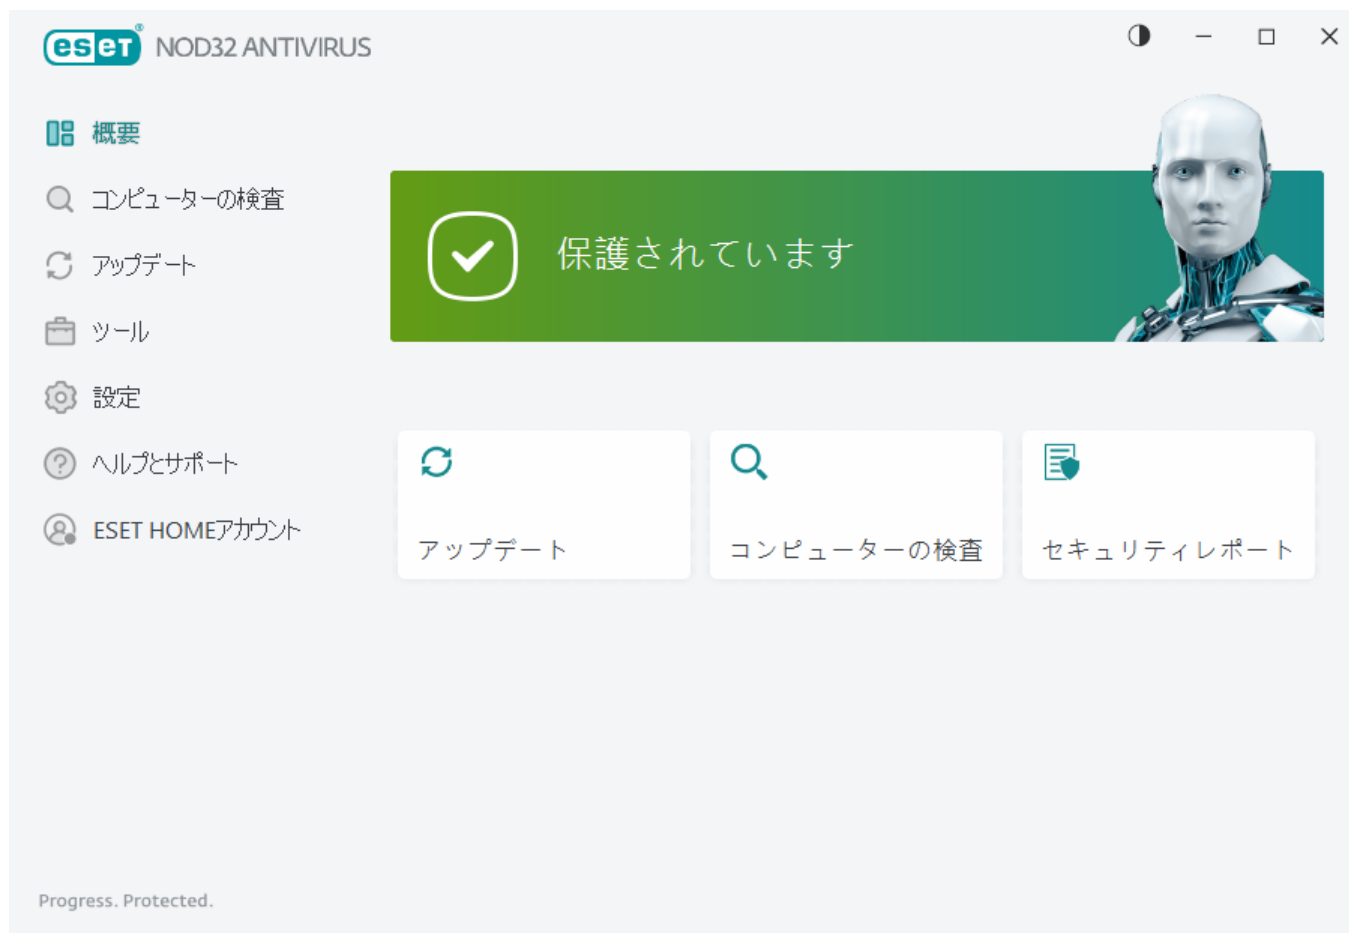 eset® NOD32 ANTIVIRUS
概要
コンピューターの検査
アップデート
ツール
設定
ヘルプとサポート
ESET HOMEアカウント
保護されています
アップデート
コンピューターの検査
セキュリティレポート
Progress. Protected.